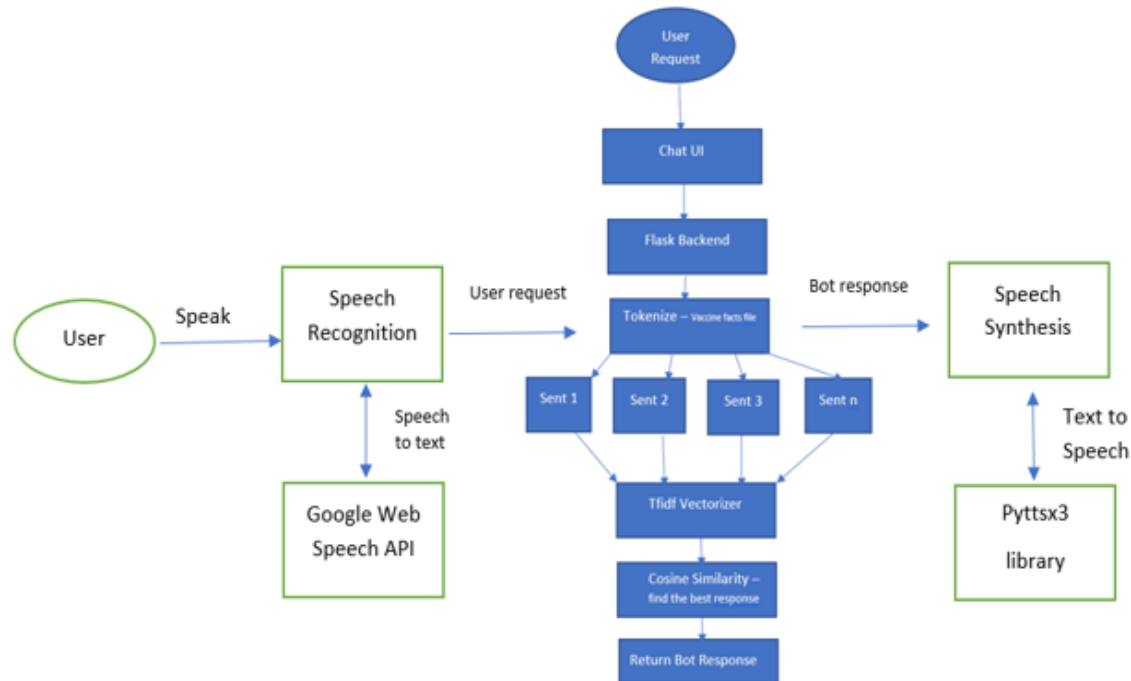 User
Request
Chat UI
Flask Backend
Tokenize – Vaccine facts file
Sent 1
Sent 2
Sent 3
Sent n
Tfidf Vectorizer
Cosine Similarity –
find the best response
Return Bot Response
User
Speak
Speech
Recognition
Speech
to text
Google Web
Speech API
User request
Bot response
Speech
Synthesis
Text to
Speech
Pyttsx3
library